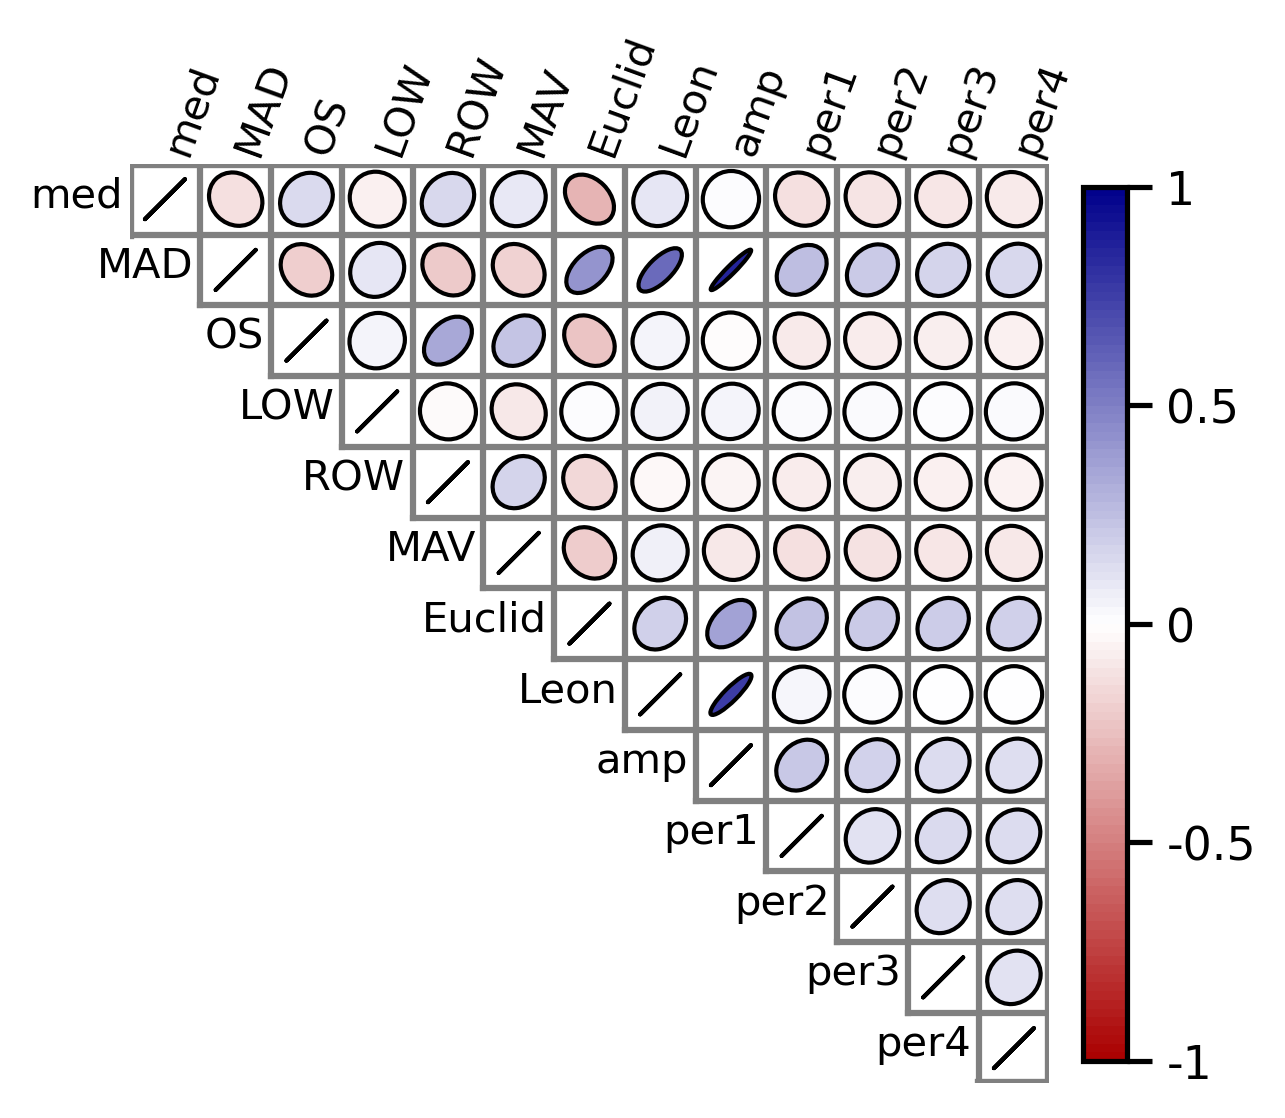 med MAD OS LOW ROW MAV Euclid Leon amp per1 per2 per3 per4
med
MAD
OS
LOW
ROW
MAV
Euclid
Leon
amp
per1
per2
per3
per4
1
0.5
0
-0.5
-1